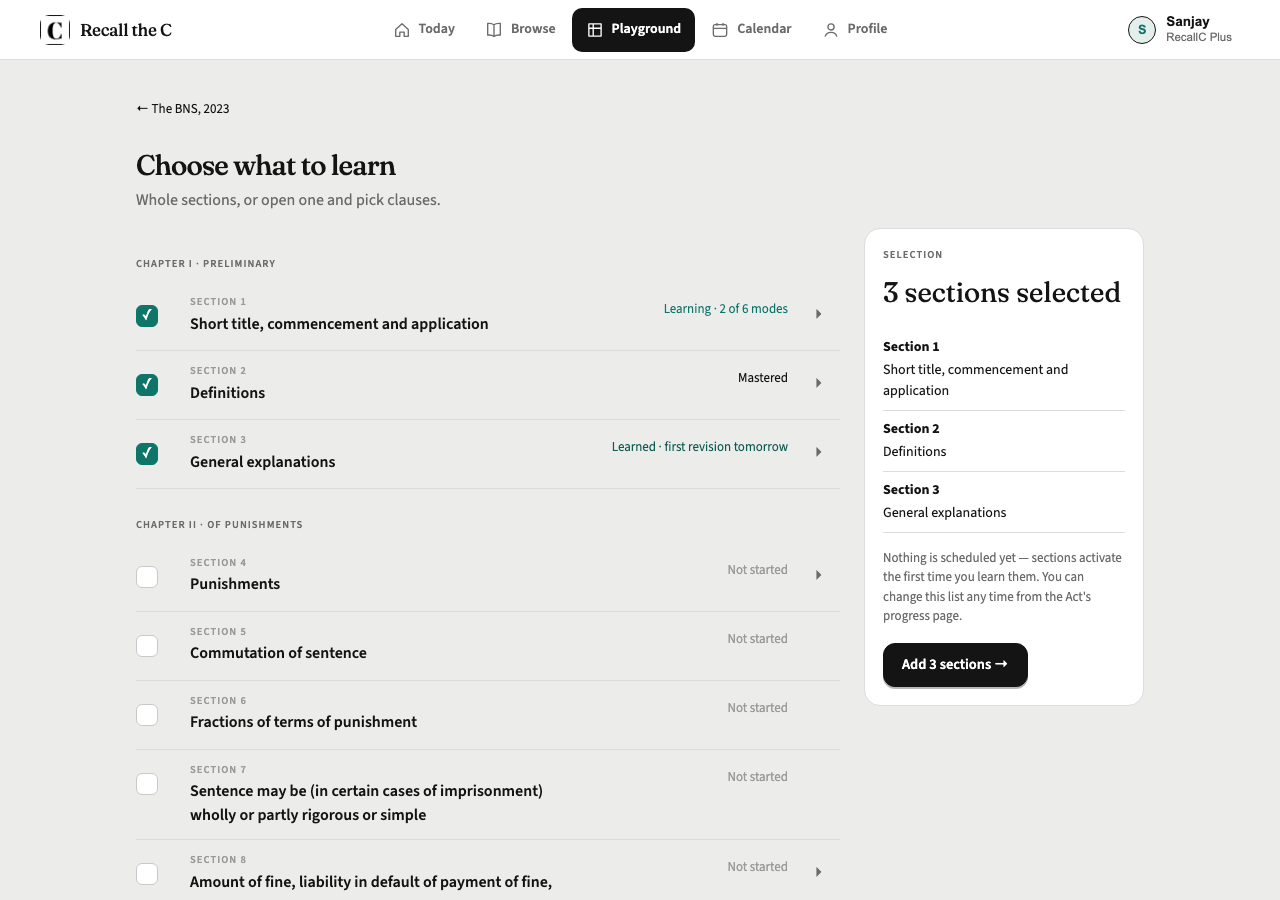 C Recall the C
Today
Browse
Playground
Calendar
Profile
S
Sanjay
RecallC Plus
← The BNS, 2023
Choose what to learn
Whole sections, or open one and pick clauses.
CHAPTER I · PRELIMINARY
SECTION 1
Short title, commencement and application
Learning · 2 of 6 modes
SECTION 2
Definitions
Mastered
SECTION 3
General explanations
Learned · first revision tomorrow
CHAPTER II · OF PUNISHMENTS
SECTION 4
Punishments
Not started
SECTION 5
Commutation of sentence
Not started
SECTION 6
Fractions of terms of punishment
Not started
SECTION 7
Sentence may be (in certain cases of imprisonment)
wholly or partly rigorous or simple
Not started
SECTION 8
Amount of fine, liability in default of payment of fine,
Not started
SELECTION
3 sections selected
Section 1
Short title, commencement and
application
Section 2
Definitions
Section 3
General explanations
Nothing is scheduled yet — sections activate
the first time you learn them. You can
change this list any time from the Act's
progress page.
Add 3 sections →